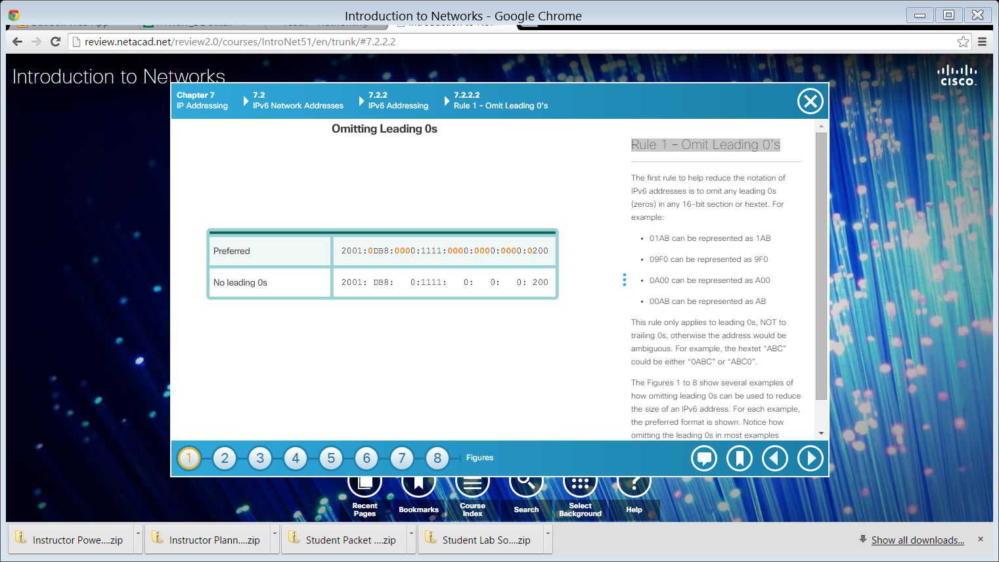 Introduction to Networks - Google Chrome
review.netacad.net/review2.0/courses/IntroNet51/en/trunk/#7.2.2.2
Introduction to Networks
CISCO
Chapter 7
IP Addressing
7.2
IPv6 Network Addresses
7.2.2
IPv6 Addressing
7.2.2.2
Rule 1 – Omit Leading 0's
Omitting Leading 0s
Preferred 2001:0DB8:0000:1111:0000:0000:0000:0200
No leading 0s 2001: DB8: 0:1111: 0: 0: 0: 200
Rule 1 – Omit Leading 0's
The first rule to help reduce the notation of
IPv6 addresses is to omit any leading 0s
(zeros) in any 16-bit section or hextet. For
example:
• 01AB can be represented as 1AB
• 09F0 can be represented as 9F0
• 0A00 can be represented as A00
• 00AB can be represented as AB
This rule only applies to leading 0s, NOT to
trailing 0s, otherwise the address would be
ambiguous. For example, the hextet “ABC”
could be either “0ABC” or “ABC0”.
The Figures 1 to 8 show several examples of
how omitting leading 0s can be used to reduce
the size of an IPv6 address. For each example,
the preferred format is shown. Notice how
omitting the leading 0s in most examples
1 2 3 4 5 6 7 8 Figures
Recent
Pages
Bookmarks
Course
Index
Search
Select
Background
Help
Instructor Powe....zip
Instructor Plann....zip
Student Packet ....zip
Student Lab So....zip
Show all downloads...